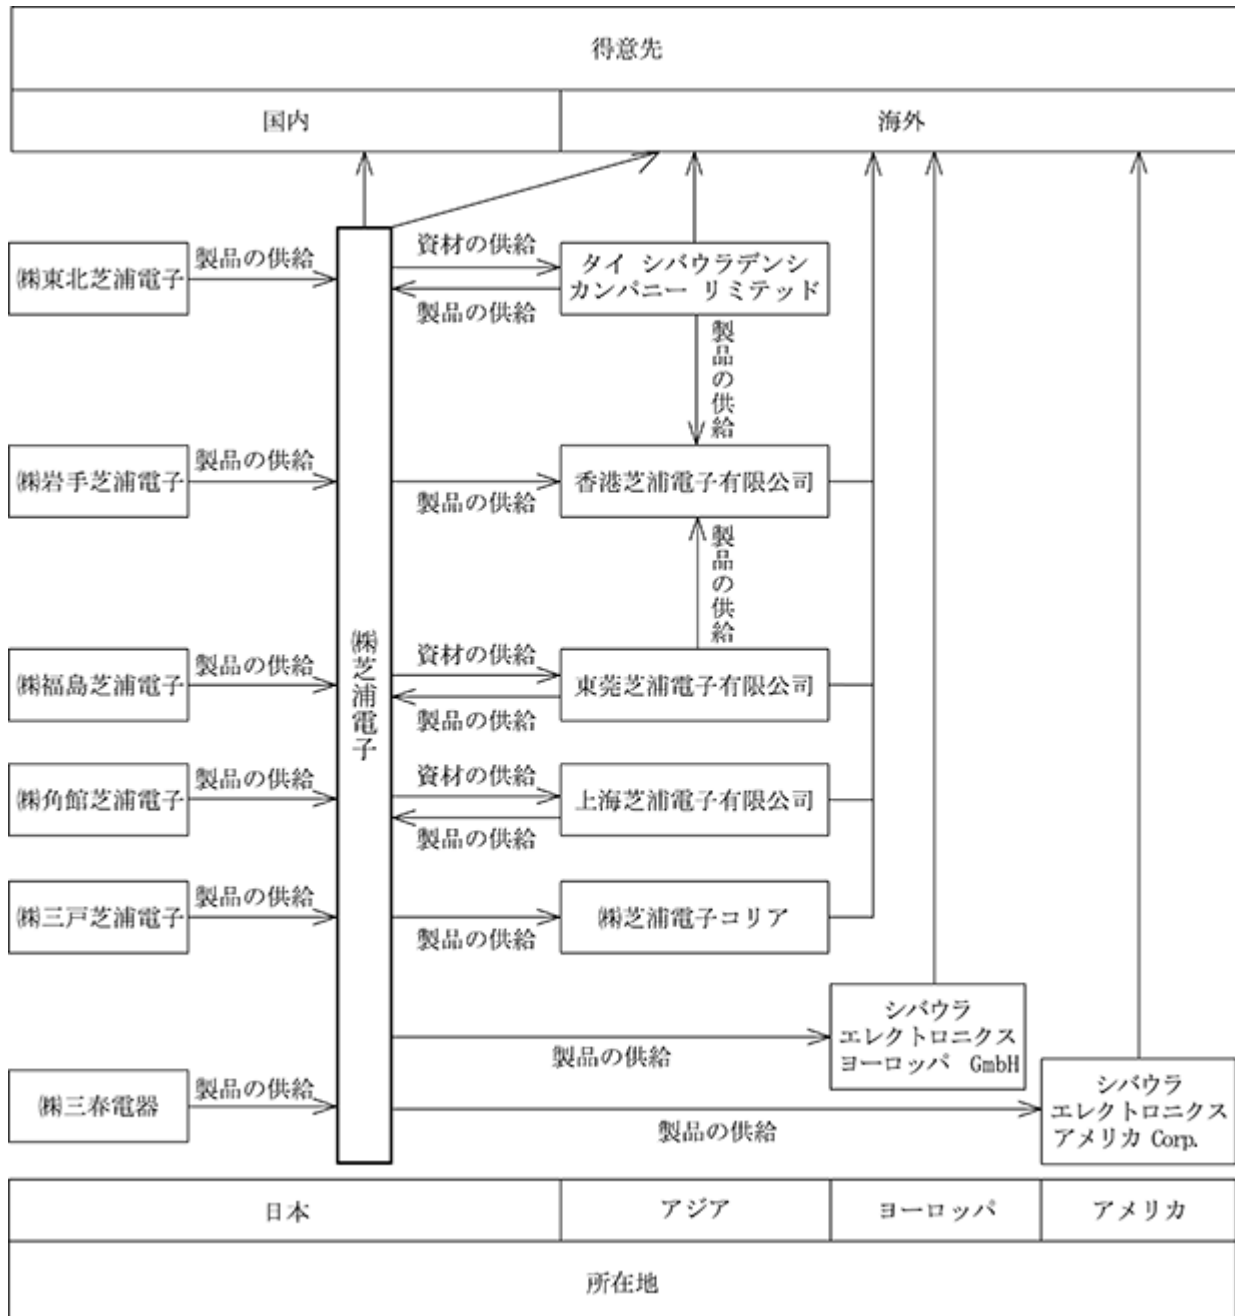 得意先
国内
海外
㈱東北芝浦電子
製品の供給
資材の供給
製品の供給
タイ シバウラデンシ
カンパニー リミテッド
製品の供給
㈱岩手芝浦電子
製品の供給
製品の供給
香港芝浦電子有限公司
製品の供給
㈱芝浦電子
㈱福島芝浦電子
製品の供給
資材の供給
製品の供給
東莞芝浦電子有限公司
㈱角館芝浦電子
製品の供給
資材の供給
製品の供給
上海芝浦電子有限公司
㈱三戸芝浦電子
製品の供給
製品の供給
㈱芝浦電子コリア
製品の供給
シバウラ
エレクトロニクス
ヨーロッパ GmbH
㈱三春電器
製品の供給
製品の供給
シバウラ
エレクトロニクス
アメリカ Corp.
日本
アジア
ヨーロッパ
アメリカ
所在地